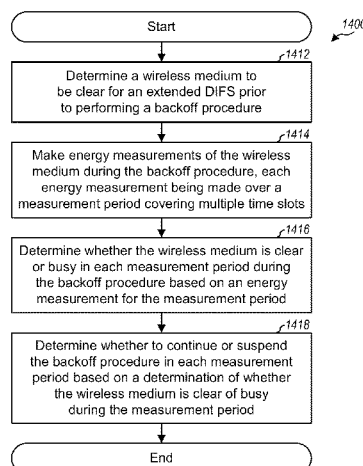 Start
1400
1412
Determine a wireless medium to
be clear for an extended DIFS prior
to performing a backoff procedure
1414
Make energy measurements of the wireless
medium during the backoff procedure, each
energy measurement being made over a
measurement period covering multiple time slots
1416
Determine whether the wireless medium is clear
or busy in each measurement period during
the backoff procedure based on an energy
measurement for the measurement period
1418
Determine whether to continue or suspend
the backoff procedure in each measurement
period based on a determination of whether
the wireless medium is clear of busy
during the measurement period
End